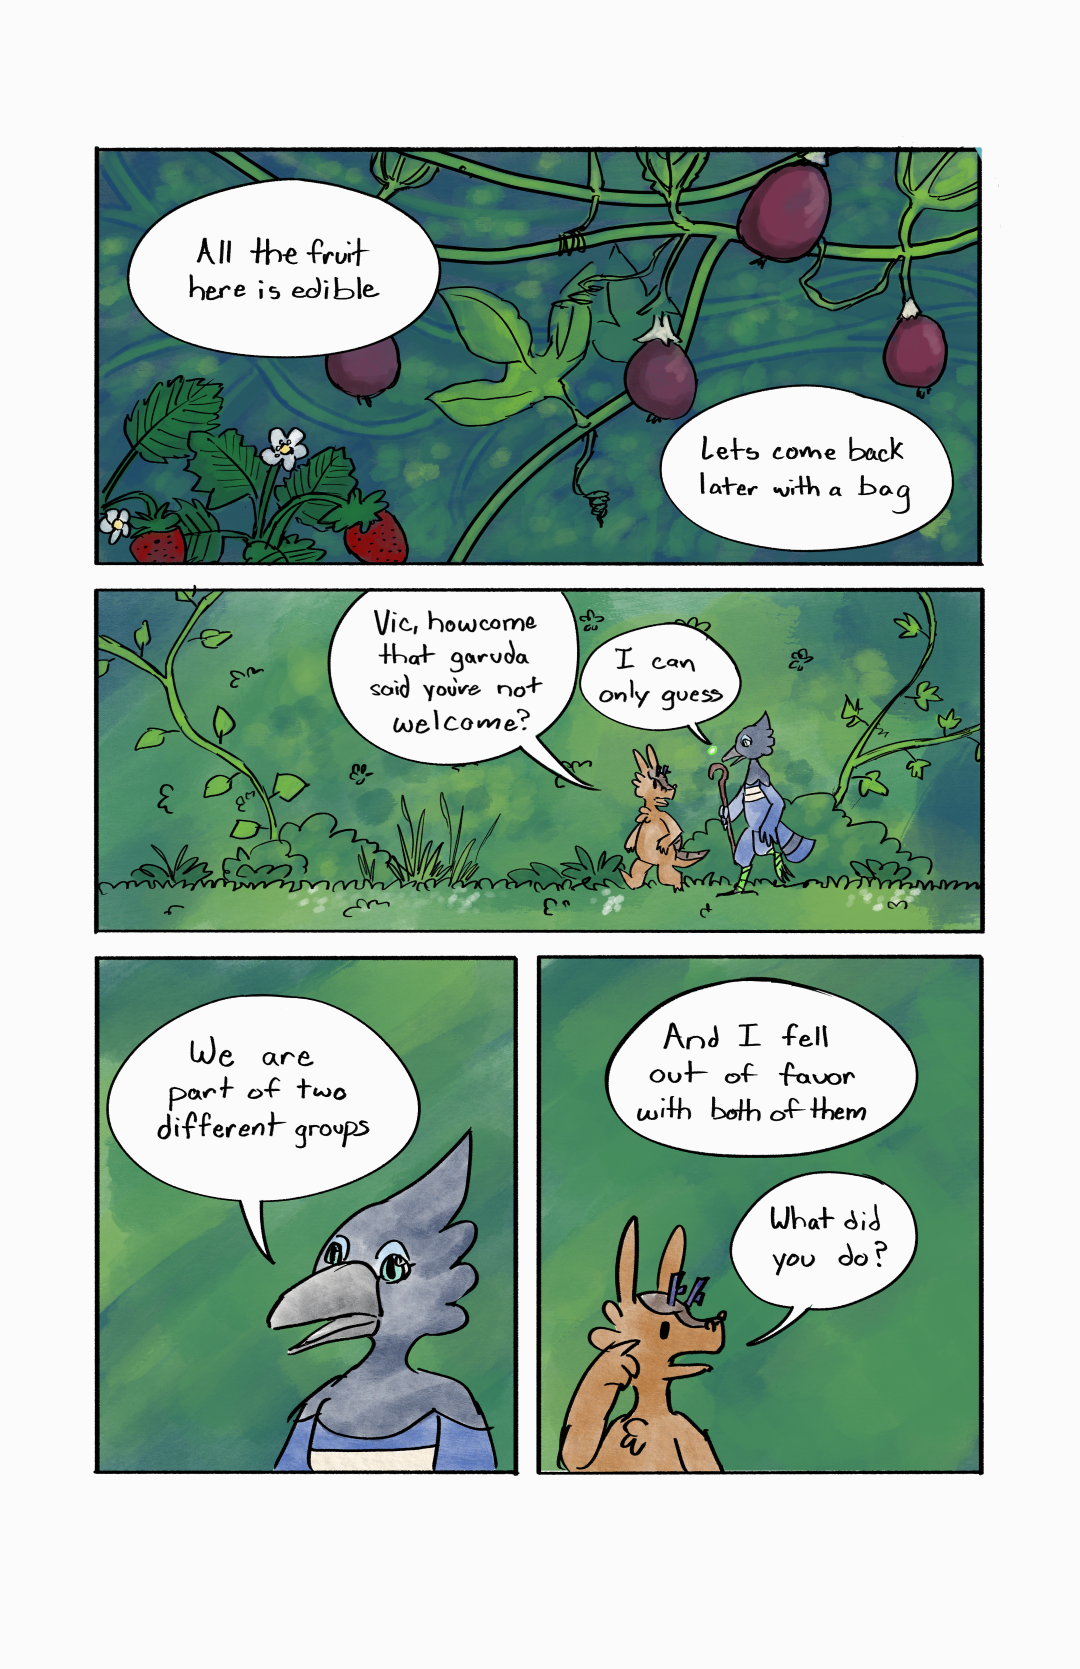 All the fruit
here is edible
Lets come back
later with a bag
Vic, howcome
that garuda
said you're not
welcome?
I can
only guess
We are
part of two
different groups
And I fell
out of favor
with both of them
What did
you do?